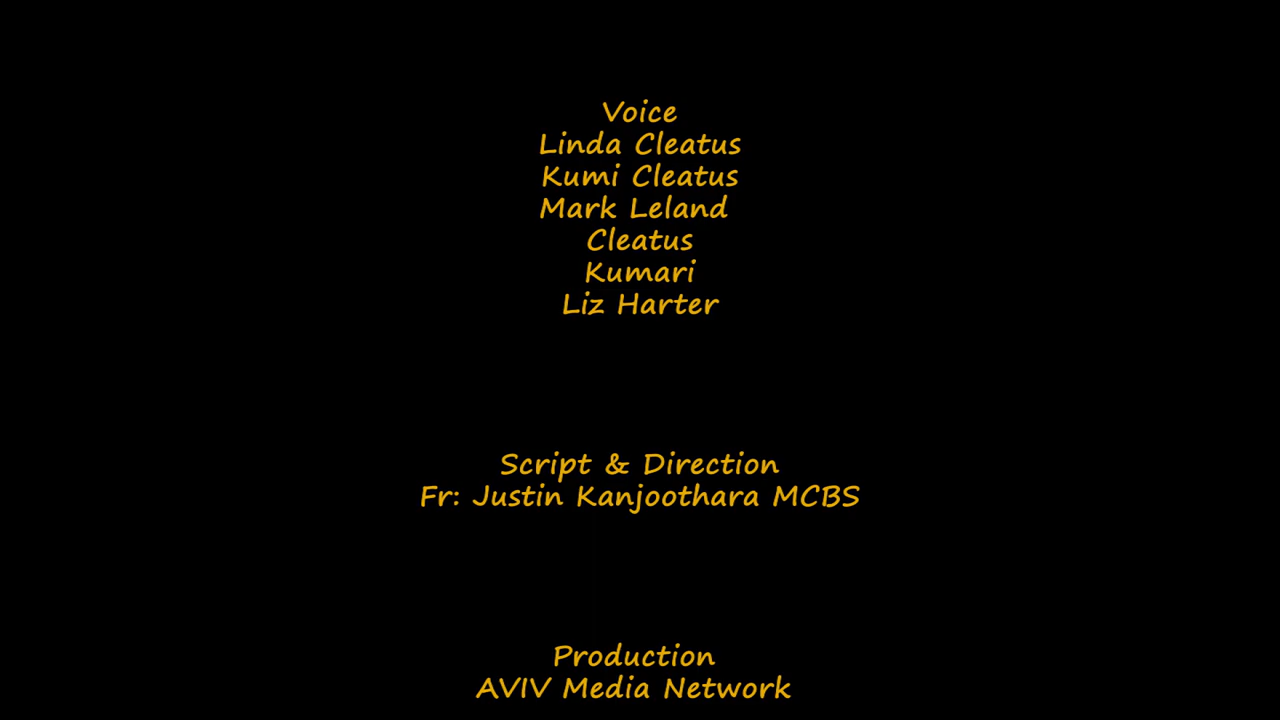 Voice
Linda Cleatus
Kumi Cleatus
Mark Leland
Cleatus
Kumari
Liz Harter
Script & Direction
Fr: Justin Kanjoothara MCBS
Production
AVIV Media Network